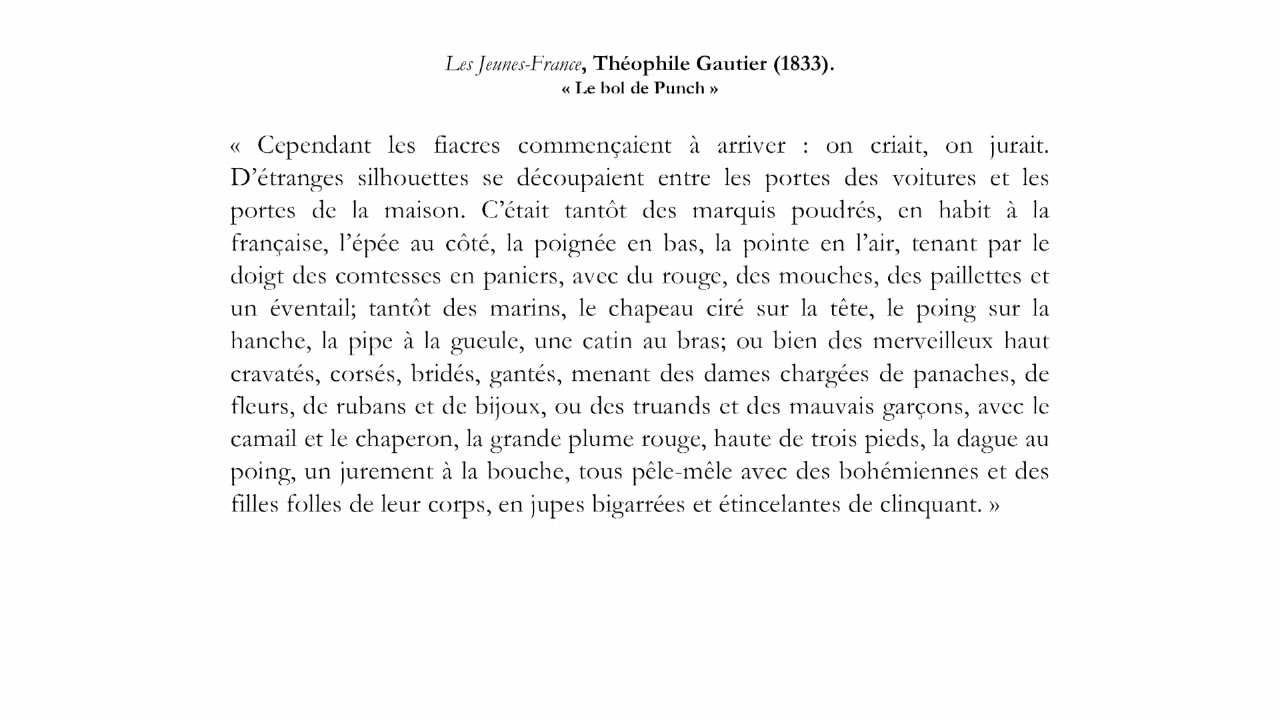 Les Jeunes-France, Théophile Gautier (1833).
« Le bol de Punch »
« Cependant les fiacres commençaient à arriver : on criait, on jurait.
D’étranges silhouettes se découpaient entre les portes des voitures et les
portes de la maison. C’était tantôt des marquis poudrés, en habit à la
française, l’épée au côté, la poignée en bas, la pointe en l’air, tenant par le
doigt des comtesses en paniers, avec du rouge, des mouches, des paillettes et
un éventail; tantôt des marins, le chapeau ciré sur la tête, le poing sur la
hanche, la pipe à la gueule, une catin au bras; ou bien des merveilleux haut
cravatés, corsés, bridés, gantés, menant des dames chargées de panaches, de
fleurs, de rubans et de bijoux, ou des truands et des mauvais garçons, avec le
camail et le chaperon, la grande plume rouge, haute de trois pieds, la dague au
poing, un jurement à la bouche, tous pêle-mêle avec des bohémiennes et des
filles folles de leur corps, en jupes bigarrées et étincelantes de clinquant. »